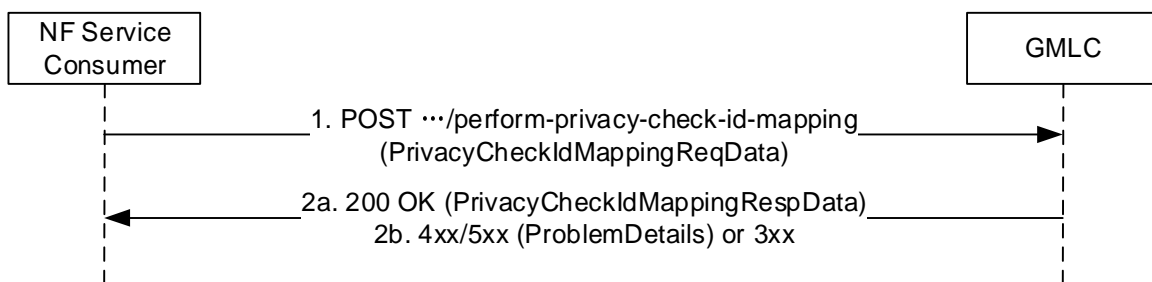 NF Service
Consumer
GMLC
1. POST ···/perform-privacy-check-id-mapping
(PrivacyCheckIdMappingReqData)
2a. 200 OK (PrivacyCheckIdMappingRespData)
2b. 4xx/5xx (ProblemDetails) or 3xx